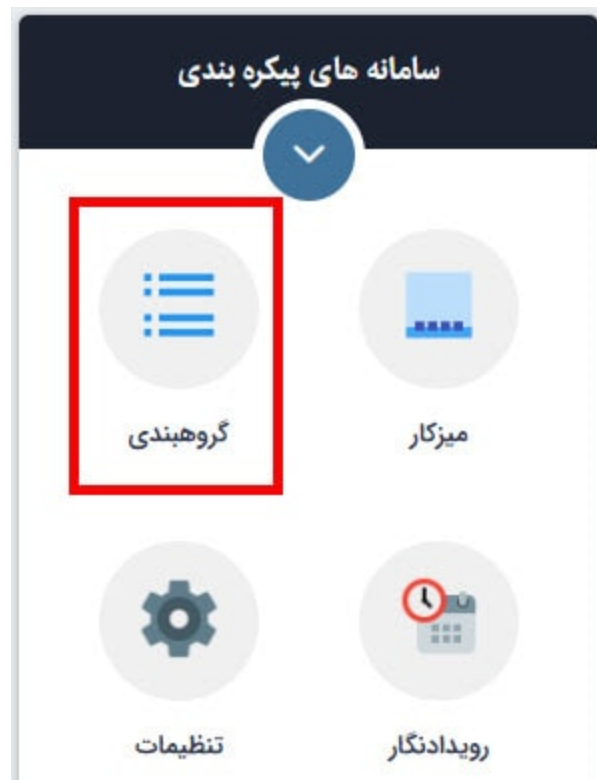 سامانه های پیکره بندی
میزکار
گروهبندی
رویدادنگار
تنظیمات